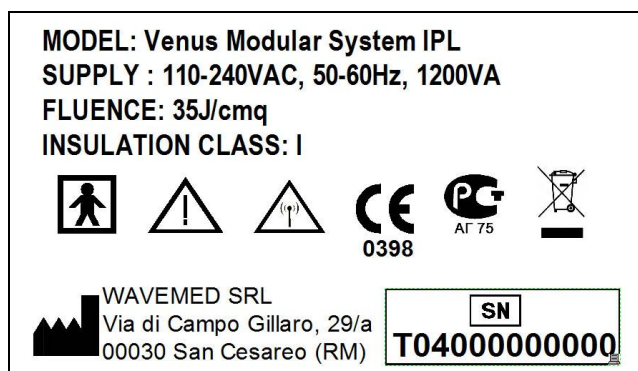 MODEL: Venus Modular System IPL
SUPPLY : 110-240VAC, 50-60Hz, 1200VA
FLUENCE: 35J/cmq
INSULATION CLASS: I
CE
0398
РСТ
АГ 75
WAVEMED SRL
Via di Campo Gillaro, 29/a
00030 San Cesareo (RM)
SN
T04000000000